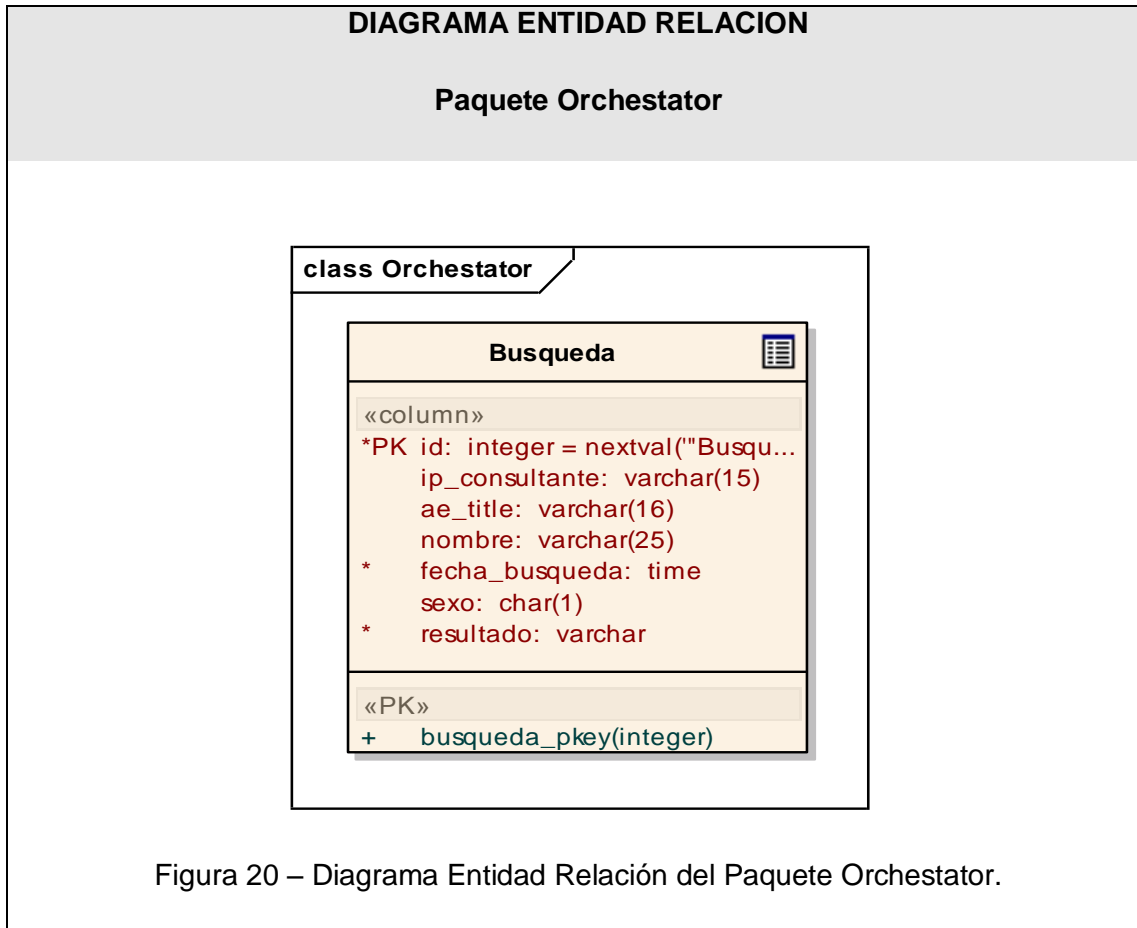 DIAGRAMA ENTIDAD RELACION
Paquete Orchestator
class Orchestator
Busqueda
«column»
*PK id: integer = nextval('"Busqu...
ip_consultante: varchar(15)
ae_title: varchar(16)
nombre: varchar(25)
* fecha_busqueda: time
sexo: char(1)
* resultado: varchar
«PK»
+ busqueda_pkey(integer)
Figura 20 – Diagrama Entidad Relación del Paquete Orchestator.